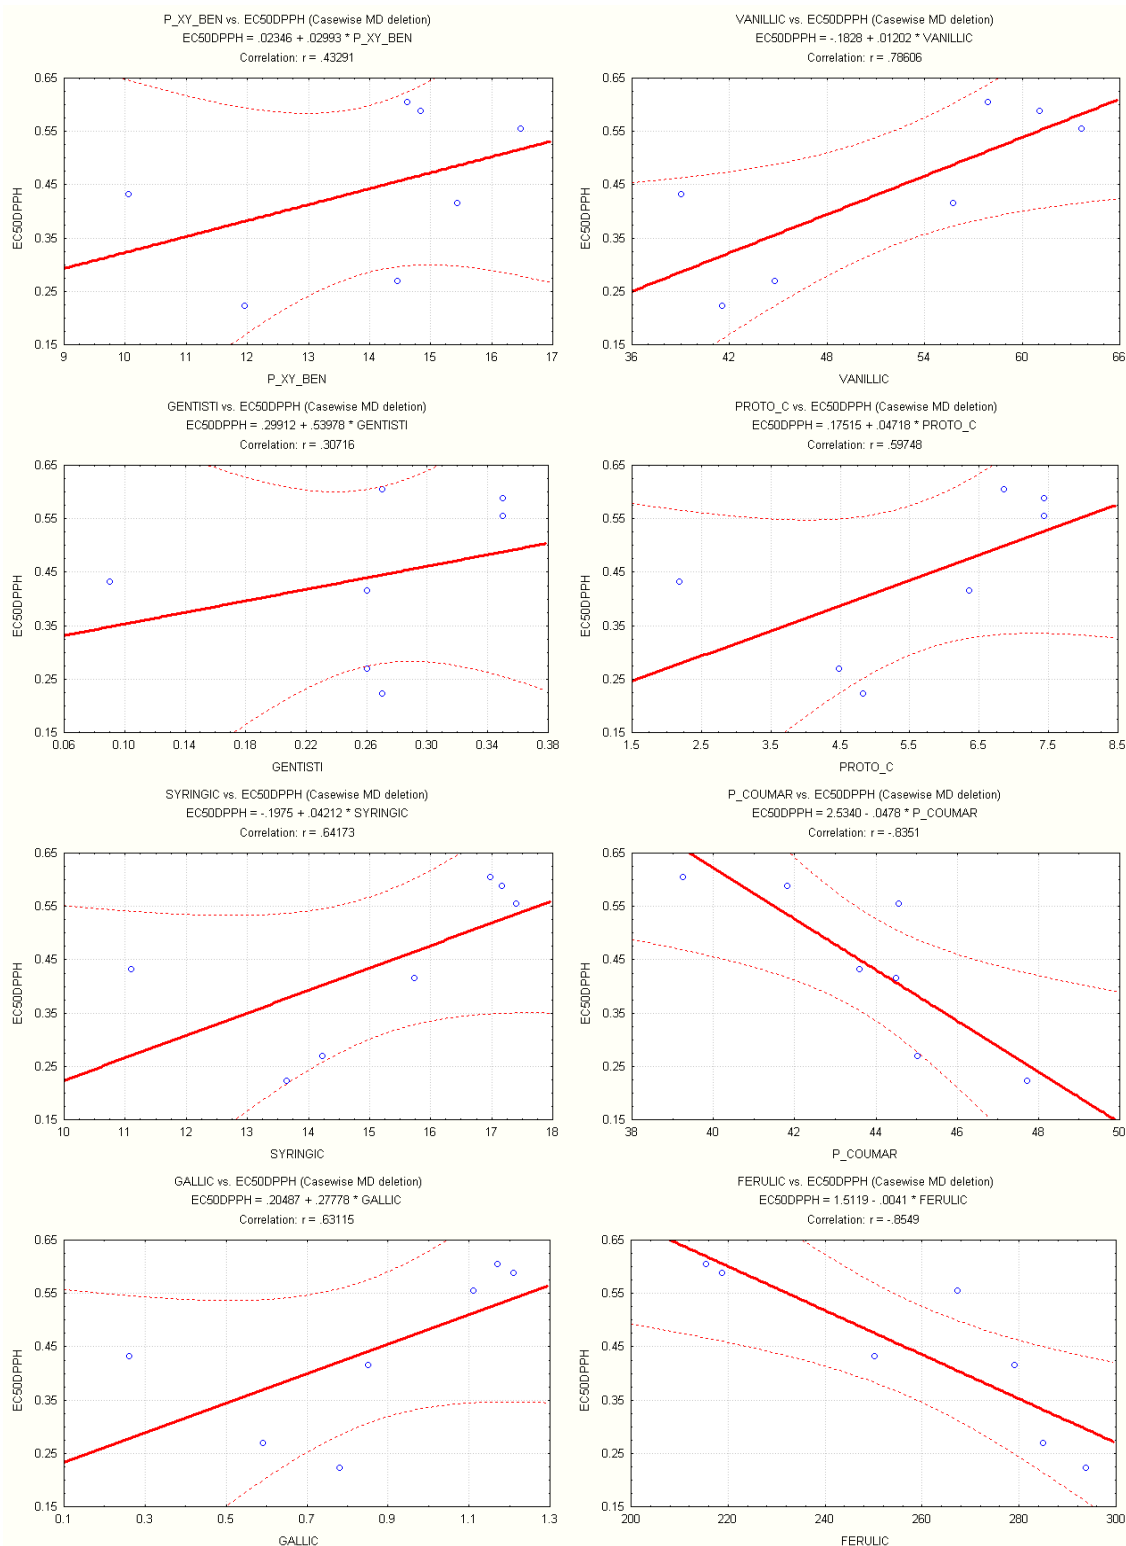 P_XY_BEN vs. EC50DPPH (Casewise MD deletion)
EC50DPPH = .02346 + .02993 * P_XY_BEN
Correlation: r = .43291
0.65
0.55
0.45
0.35
0.25
0.15
EC50DPPH
9 10 11 12 13 14 15 16 17
P_XY_BEN
VANILLIC vs. EC50DPPH (Casewise MD deletion)
EC50DPPH = -.1828 + .01202 * VANILLIC
Correlation: r = .78606
0.65
0.55
0.45
0.35
0.25
0.15
EC50DPPH
36 42 48 54 60 66
VANILLIC
GENTISTI vs. EC50DPPH (Casewise MD deletion)
EC50DPPH = .29912 + .53978 * GENTISTI
Correlation: r = .30716
0.65
0.55
0.45
0.35
0.25
0.15
EC50DPPH
0.06 0.10 0.14 0.18 0.22 0.26 0.30 0.34 0.38
GENTISTI
PROTO_C vs. EC50DPPH (Casewise MD deletion)
EC50DPPH = .17515 + .04718 * PROTO_C
Correlation: r = .59748
0.65
0.55
0.45
0.35
0.25
0.15
EC50DPPH
1.5 2.5 3.5 4.5 5.5 6.5 7.5 8.5
PROTO_C
SYRINGIC vs. EC50DPPH (Casewise MD deletion)
EC50DPPH = -.1975 + .04212 * SYRINGIC
Correlation: r = .64173
0.65
0.55
0.45
0.35
0.25
0.15
EC50DPPH
10 11 12 13 14 15 16 17 18
SYRINGIC
P_COUMAR vs. EC50DPPH (Casewise MD deletion)
EC50DPPH = 2.5340 - .0478 * P_COUMAR
Correlation: r = -.8351
0.65
0.55
0.45
0.35
0.25
0.15
EC50DPPH
38 40 42 44 46 48 50
P_COUMAR
GALLIC vs. EC50DPPH (Casewise MD deletion)
EC50DPPH = .20487 + .27778 * GALLIC
Correlation: r = .63115
0.65
0.55
0.45
0.35
0.25
0.15
EC50DPPH
0.1 0.3 0.5 0.7 0.9 1.1 1.3
GALLIC
FERULIC vs. EC50DPPH (Casewise MD deletion)
EC50DPPH = 1.5119 - .0041 * FERULIC
Correlation: r = -.8549
0.65
0.55
0.45
0.35
0.25
0.15
EC50DPPH
200 220 240 260 280 300
FERULIC